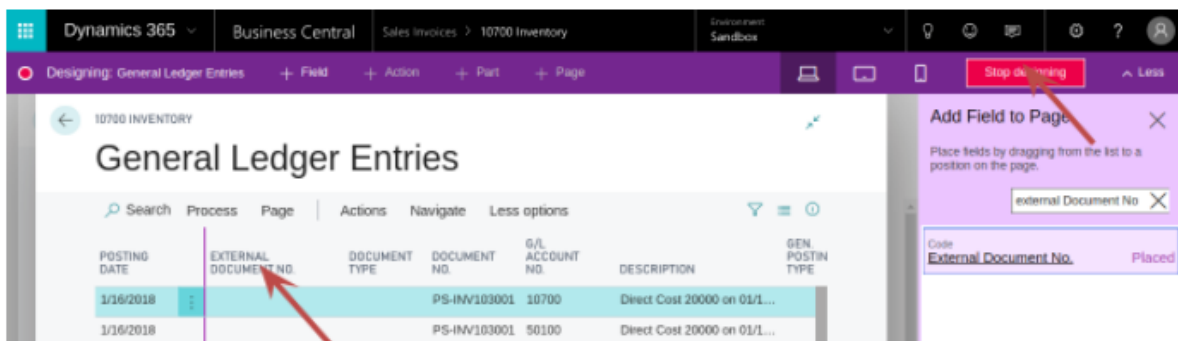 Dynamics 365 Business Central Sales Invoices > 10700 Inventory Environment Sandbox ?
Designing: General Ledger Entries + Field + Action + Part + Page Stop designing Less
10700 INVENTORY
General Ledger Entries
Search Process Page Actions Navigate Less options
POSTING DATE EXTERNAL DOCUMENT NO. DOCUMENT TYPE DOCUMENT NO. G/L ACCOUNT NO. DESCRIPTION GEN. POSTIN TYPE
1/16/2018 PS-INV103001 10700 Direct Cost 20000 on 01/1...
1/16/2018 PS-INV103001 50100 Direct Cost 20000 on 01/1...
Add Field to Page
Place fields by dragging from the list to a
position on the page.
external Document No
Code
External Document No. Placed